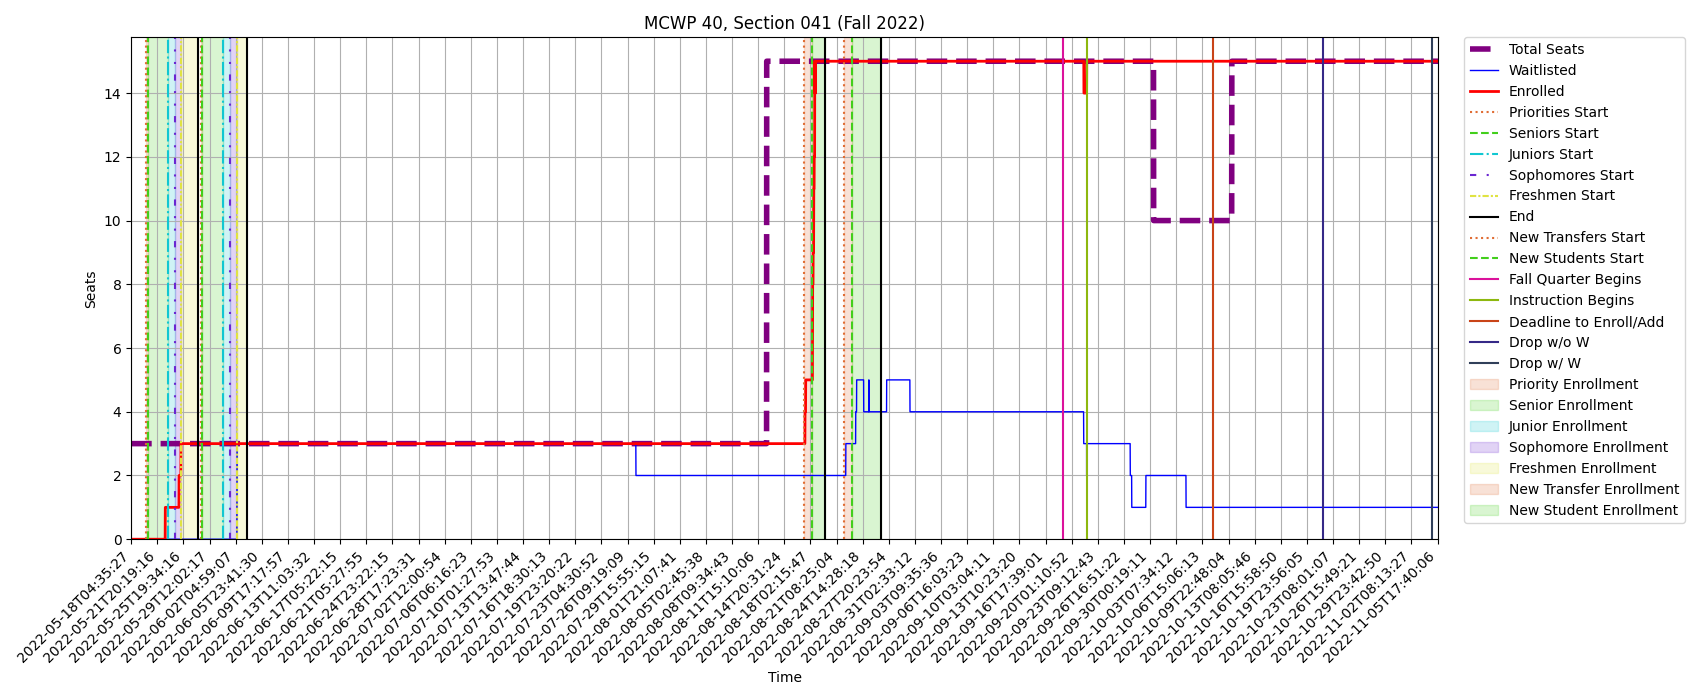 MCWP 40, Section 041 (Fall 2022)
Seats
14
12
10
8
6
4
2
0
2022-05-18T04:35:27
2022-05-21T20:19:16
2022-05-25T19:34:16
2022-05-29T12:02:17
2022-06-02T04:59:07
2022-06-05T23:41:30
2022-06-09T17:17:57
2022-06-13T11:03:32
2022-06-17T05:22:15
2022-06-21T05:27:55
2022-06-24T23:22:15
2022-06-28T17:23:31
2022-07-02T12:00:54
2022-07-06T06:16:23
2022-07-10T01:27:53
2022-07-13T13:47:44
2022-07-16T18:30:13
2022-07-19T23:20:22
2022-07-23T04:30:52
2022-07-26T09:19:09
2022-07-29T15:55:15
2022-08-01T21:07:41
2022-08-05T02:45:38
2022-08-08T09:34:43
2022-08-11T15:10:06
2022-08-14T20:31:24
2022-08-18T02:15:47
2022-08-21T08:25:04
2022-08-24T14:28:18
2022-08-27T20:23:54
2022-08-31T02:33:12
2022-09-03T09:35:36
2022-09-06T16:03:23
2022-09-10T03:04:11
2022-09-13T10:23:20
2022-09-16T17:39:01
2022-09-20T01:10:52
2022-09-23T09:12:43
2022-09-26T16:51:22
2022-09-30T00:19:11
2022-10-03T07:34:12
2022-10-06T15:06:13
2022-10-09T22:48:04
2022-10-13T08:05:46
2022-10-16T15:58:50
2022-10-19T23:56:05
2022-10-23T08:01:07
2022-10-26T15:49:21
2022-10-29T23:42:50
2022-11-02T08:13:27
2022-11-05T17:40:06
Time
Total Seats
Waitlisted
Enrolled
Priorities Start
Seniors Start
Juniors Start
Sophomores Start
Freshmen Start
End
New Transfers Start
New Students Start
Fall Quarter Begins
Instruction Begins
Deadline to Enroll/Add
Drop w/o W
Drop w/ W
Priority Enrollment
Senior Enrollment
Junior Enrollment
Sophomore Enrollment
Freshmen Enrollment
New Transfer Enrollment
New Student Enrollment